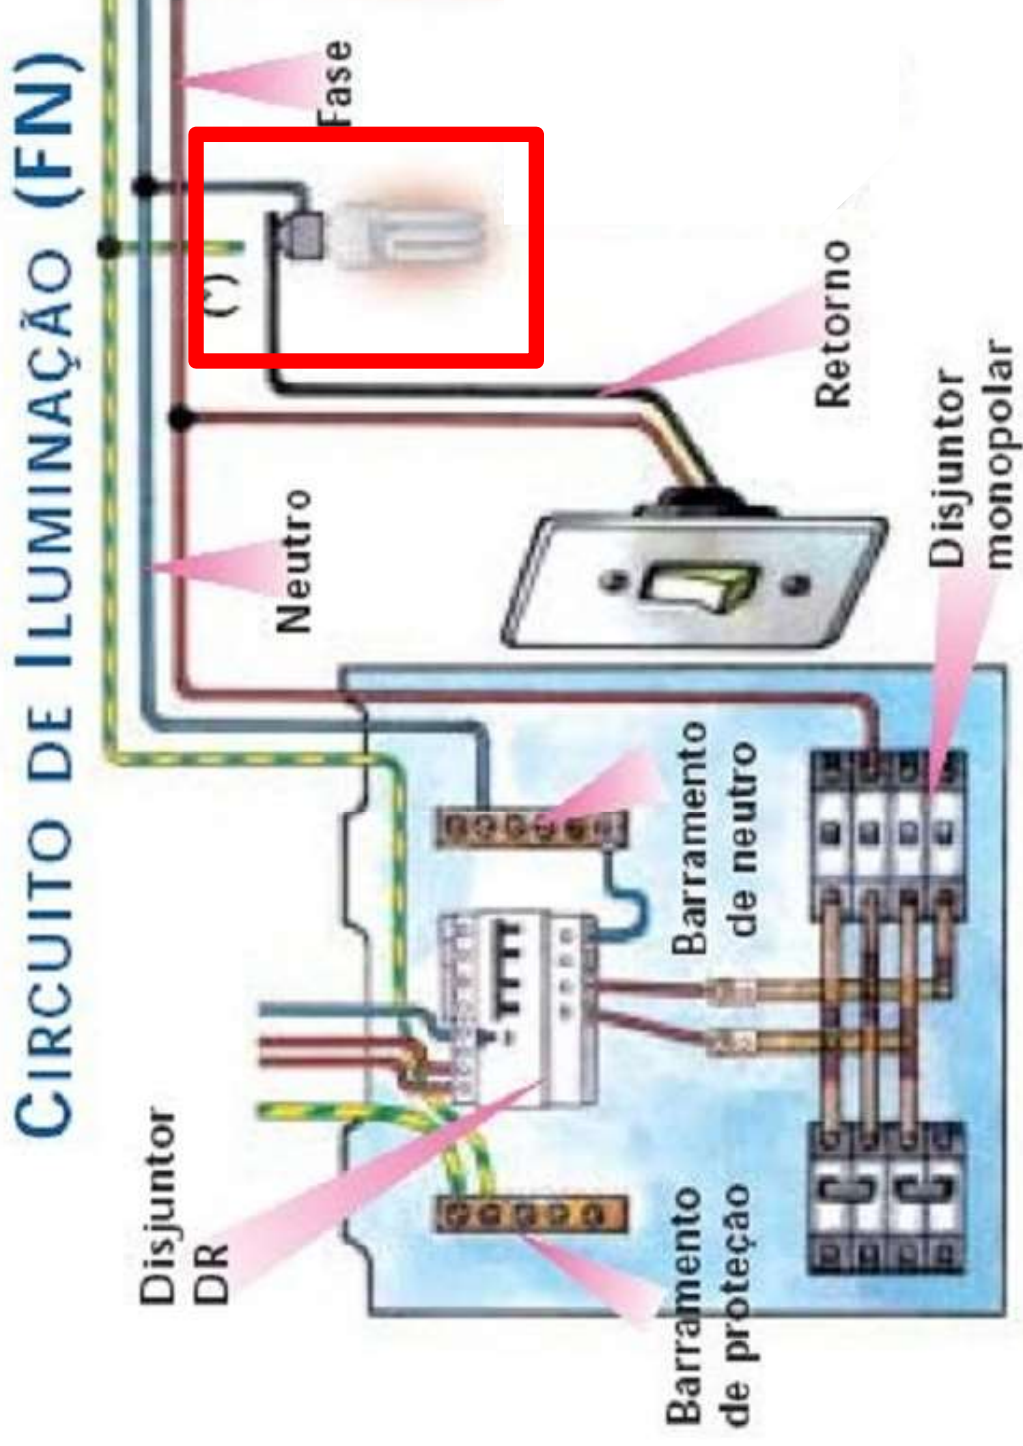 CIRCUITO DE ILUMINAÇÃO (FN)
Fase
(*)
Neutro
Retorno
Disjuntor
monopolar
Disjuntor
DR
Barramento
de neutro
Barramento
de proteção